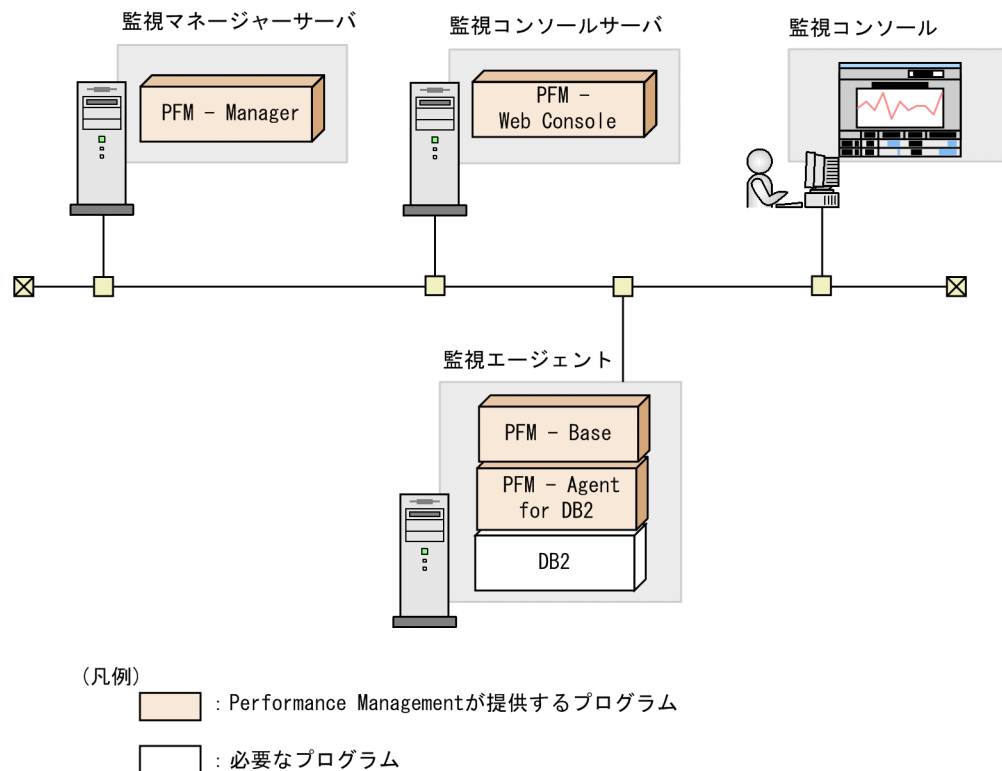 監視マネージャーサーバ
監視コンソールサーバ
監視コンソール
PFM - Manager
PFM -
Web Console
監視エージェント
PFM - Base
PFM - Agent
for DB2
DB2
(凡例)
：Performance Managementが提供するプログラム
：必要なプログラム